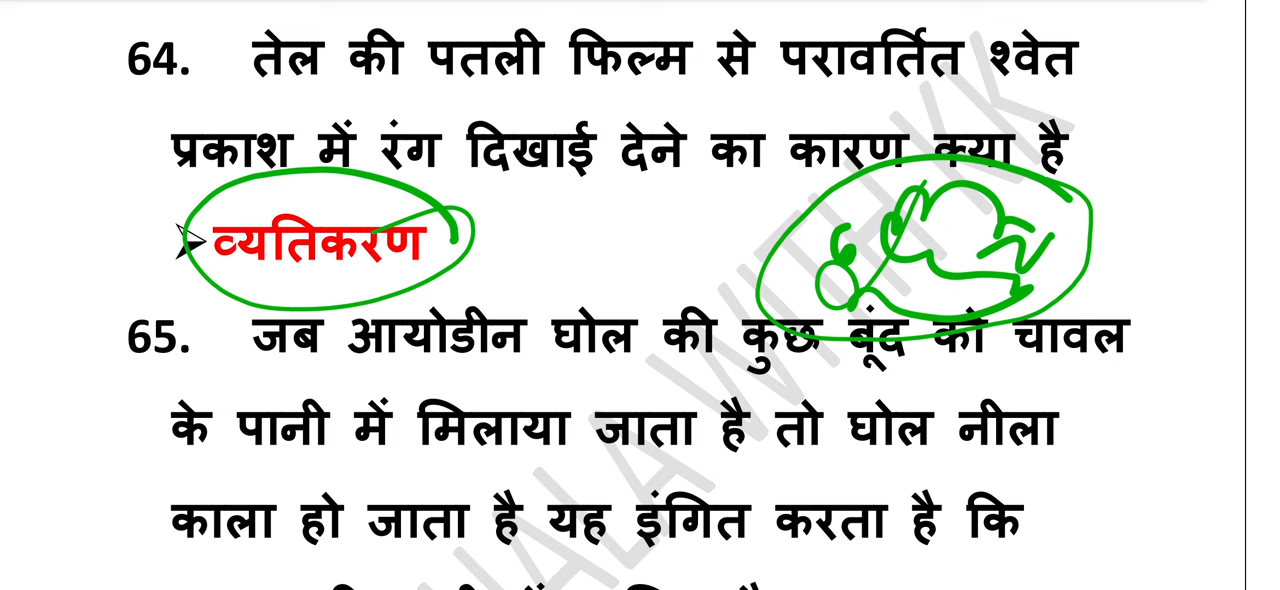 64. तेल की पतली फिल्म से परावर्तित श्वेत
प्रकाश में रंग दिखाई देने का कारण क्या है
➢ व्यतिकरण
65. जब आयोडीन घोल की कुछ बूंद को चावल
के पानी में मिलाया जाता है तो घोल नीला
काला हो जाता है यह इंगित करता है कि